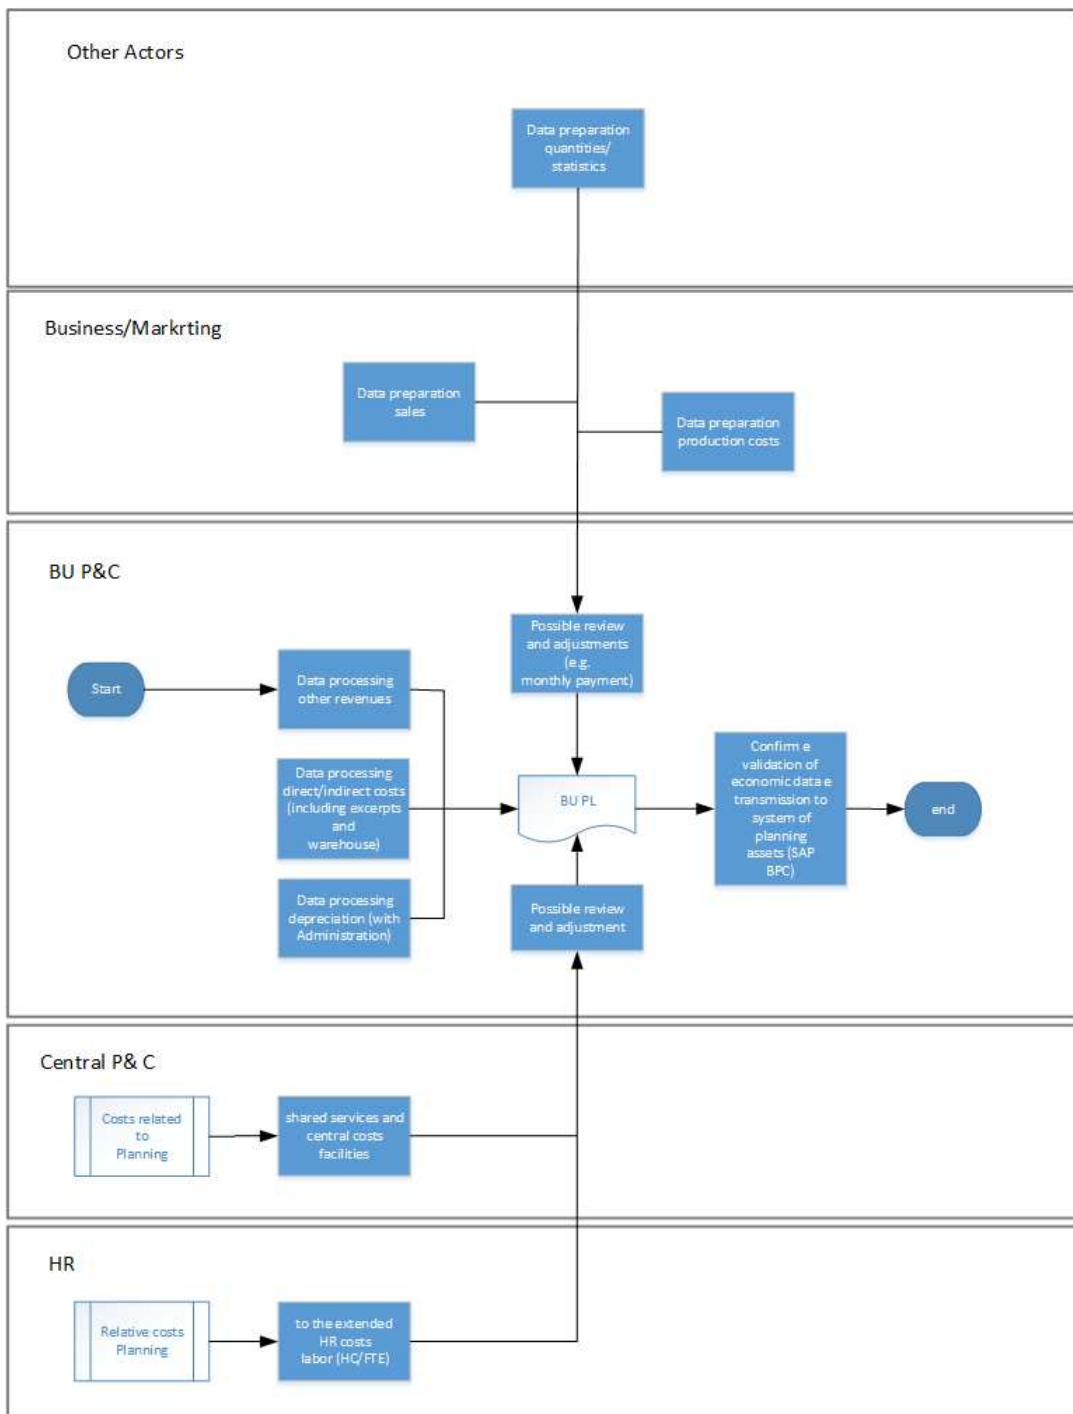 Other Actors
Data preparation
quantities/
statistics
Business/Markrting
Data preparation
sales
Data preparation
production costs
BU P&C
Possible review
and adjustments
(e.g.
monthly payment)
Start
Data processing
other revenues
Data processing
direct/indirect costs
(including excerpts
and
warehouse)
BU PL
Confirm e
validation of
economic data e
transmission to
system of
planning
assets (SAP
BPC)
end
Data processing
depreciation (with
Administration)
Possible review
and adjustment
Central P& C
Costs related
to
Planning
shared services and
central costs
facilities
HR
Relative costs
Planning
to the extended
HR costs
labor (HC/FTE)